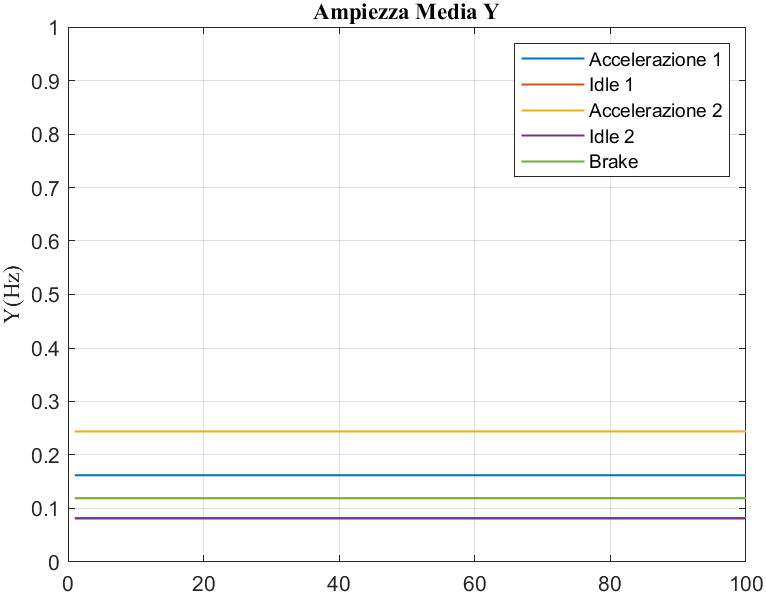 Ampiezza Media Y
1
0.9
0.8
0.7
0.6
0.5
0.4
0.3
0.2
0.1
0
Y(Hz)
Accelerazione 1
Idle 1
Accelerazione 2
Idle 2
Brake
0 20 40 60 80 100